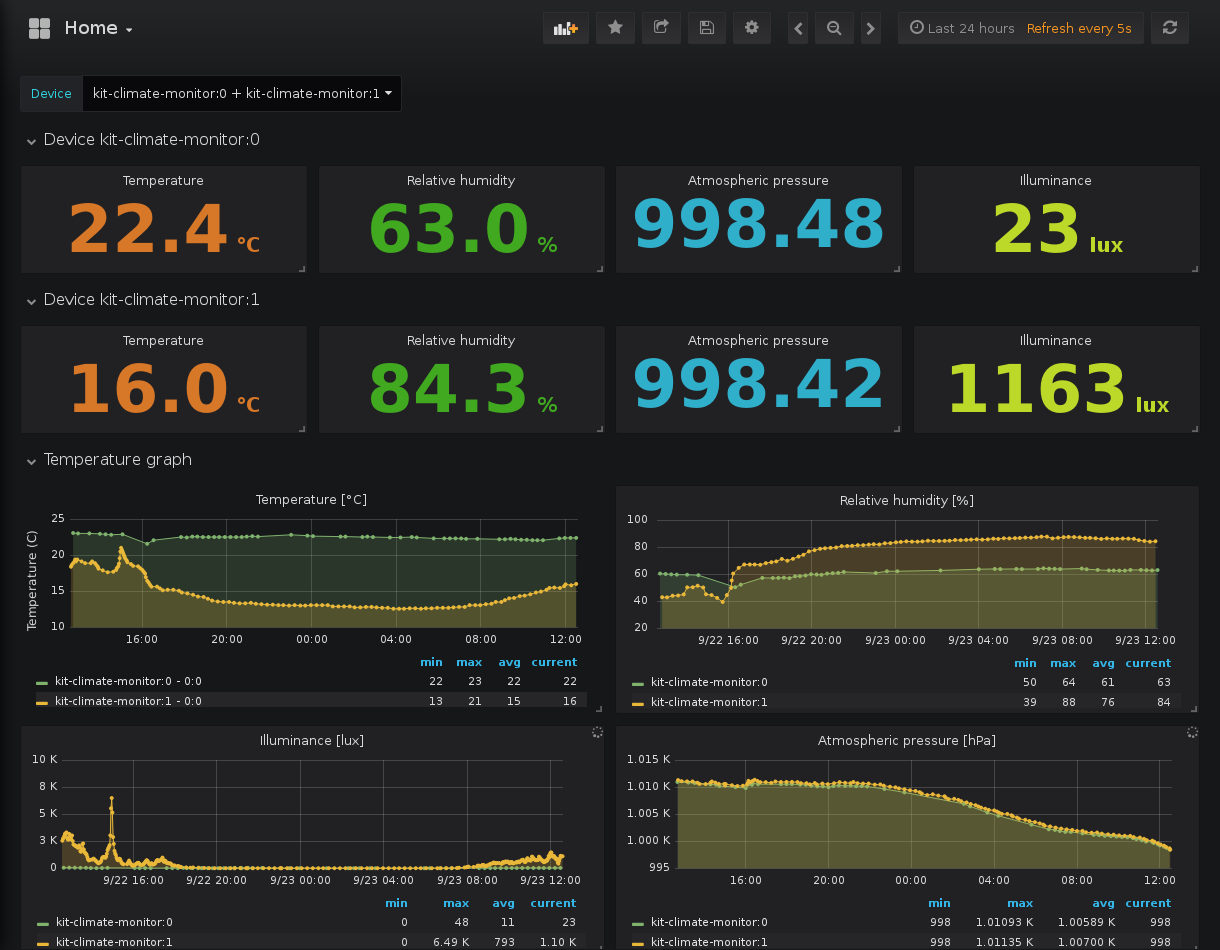 Home
Last 24 hours Refresh every 5s
Device kit-climate-monitor:0 + kit-climate-monitor:1
Device kit-climate-monitor:0
Temperature Relative humidity Atmospheric pressure Illuminance
22.4 °C 63.0 % 998.48 23 lux
Device kit-climate-monitor:1
Temperature Relative humidity Atmospheric pressure Illuminance
16.0 °C 84.3 % 998.42 1163 lux
Temperature graph
Temperature [°C]
Temperature (C)
25
20
15
10
16:00 20:00 00:00 04:00 08:00 12:00
min max avg current
kit-climate-monitor:0 - 0:0 22 23 22 22
kit-climate-monitor:1 - 0:0 13 21 15 16
Relative humidity [%]
100
80
60
40
20
9/22 16:00 9/22 20:00 9/23 00:00 9/23 04:00 9/23 08:00 9/23 12:00
min max avg current
kit-climate-monitor:0 50 64 61 63
kit-climate-monitor:1 39 88 76 84
Illuminance [lux]
10 K
8 K
5 K
3 K
0
9/22 16:00 9/22 20:00 9/23 00:00 9/23 04:00 9/23 08:00 9/23 12:00
min max avg current
kit-climate-monitor:0 0 48 11 23
kit-climate-monitor:1 0 6.49 K 793 1.10 K
Atmospheric pressure [hPa]
1.015 K
1.010 K
1.005 K
1.000 K
995
16:00 20:00 00:00 04:00 08:00 12:00
min max avg current
kit-climate-monitor:0 998 1.01093 K 1.00589 K 998
kit-climate-monitor:1 998 1.01135 K 1.00700 K 998